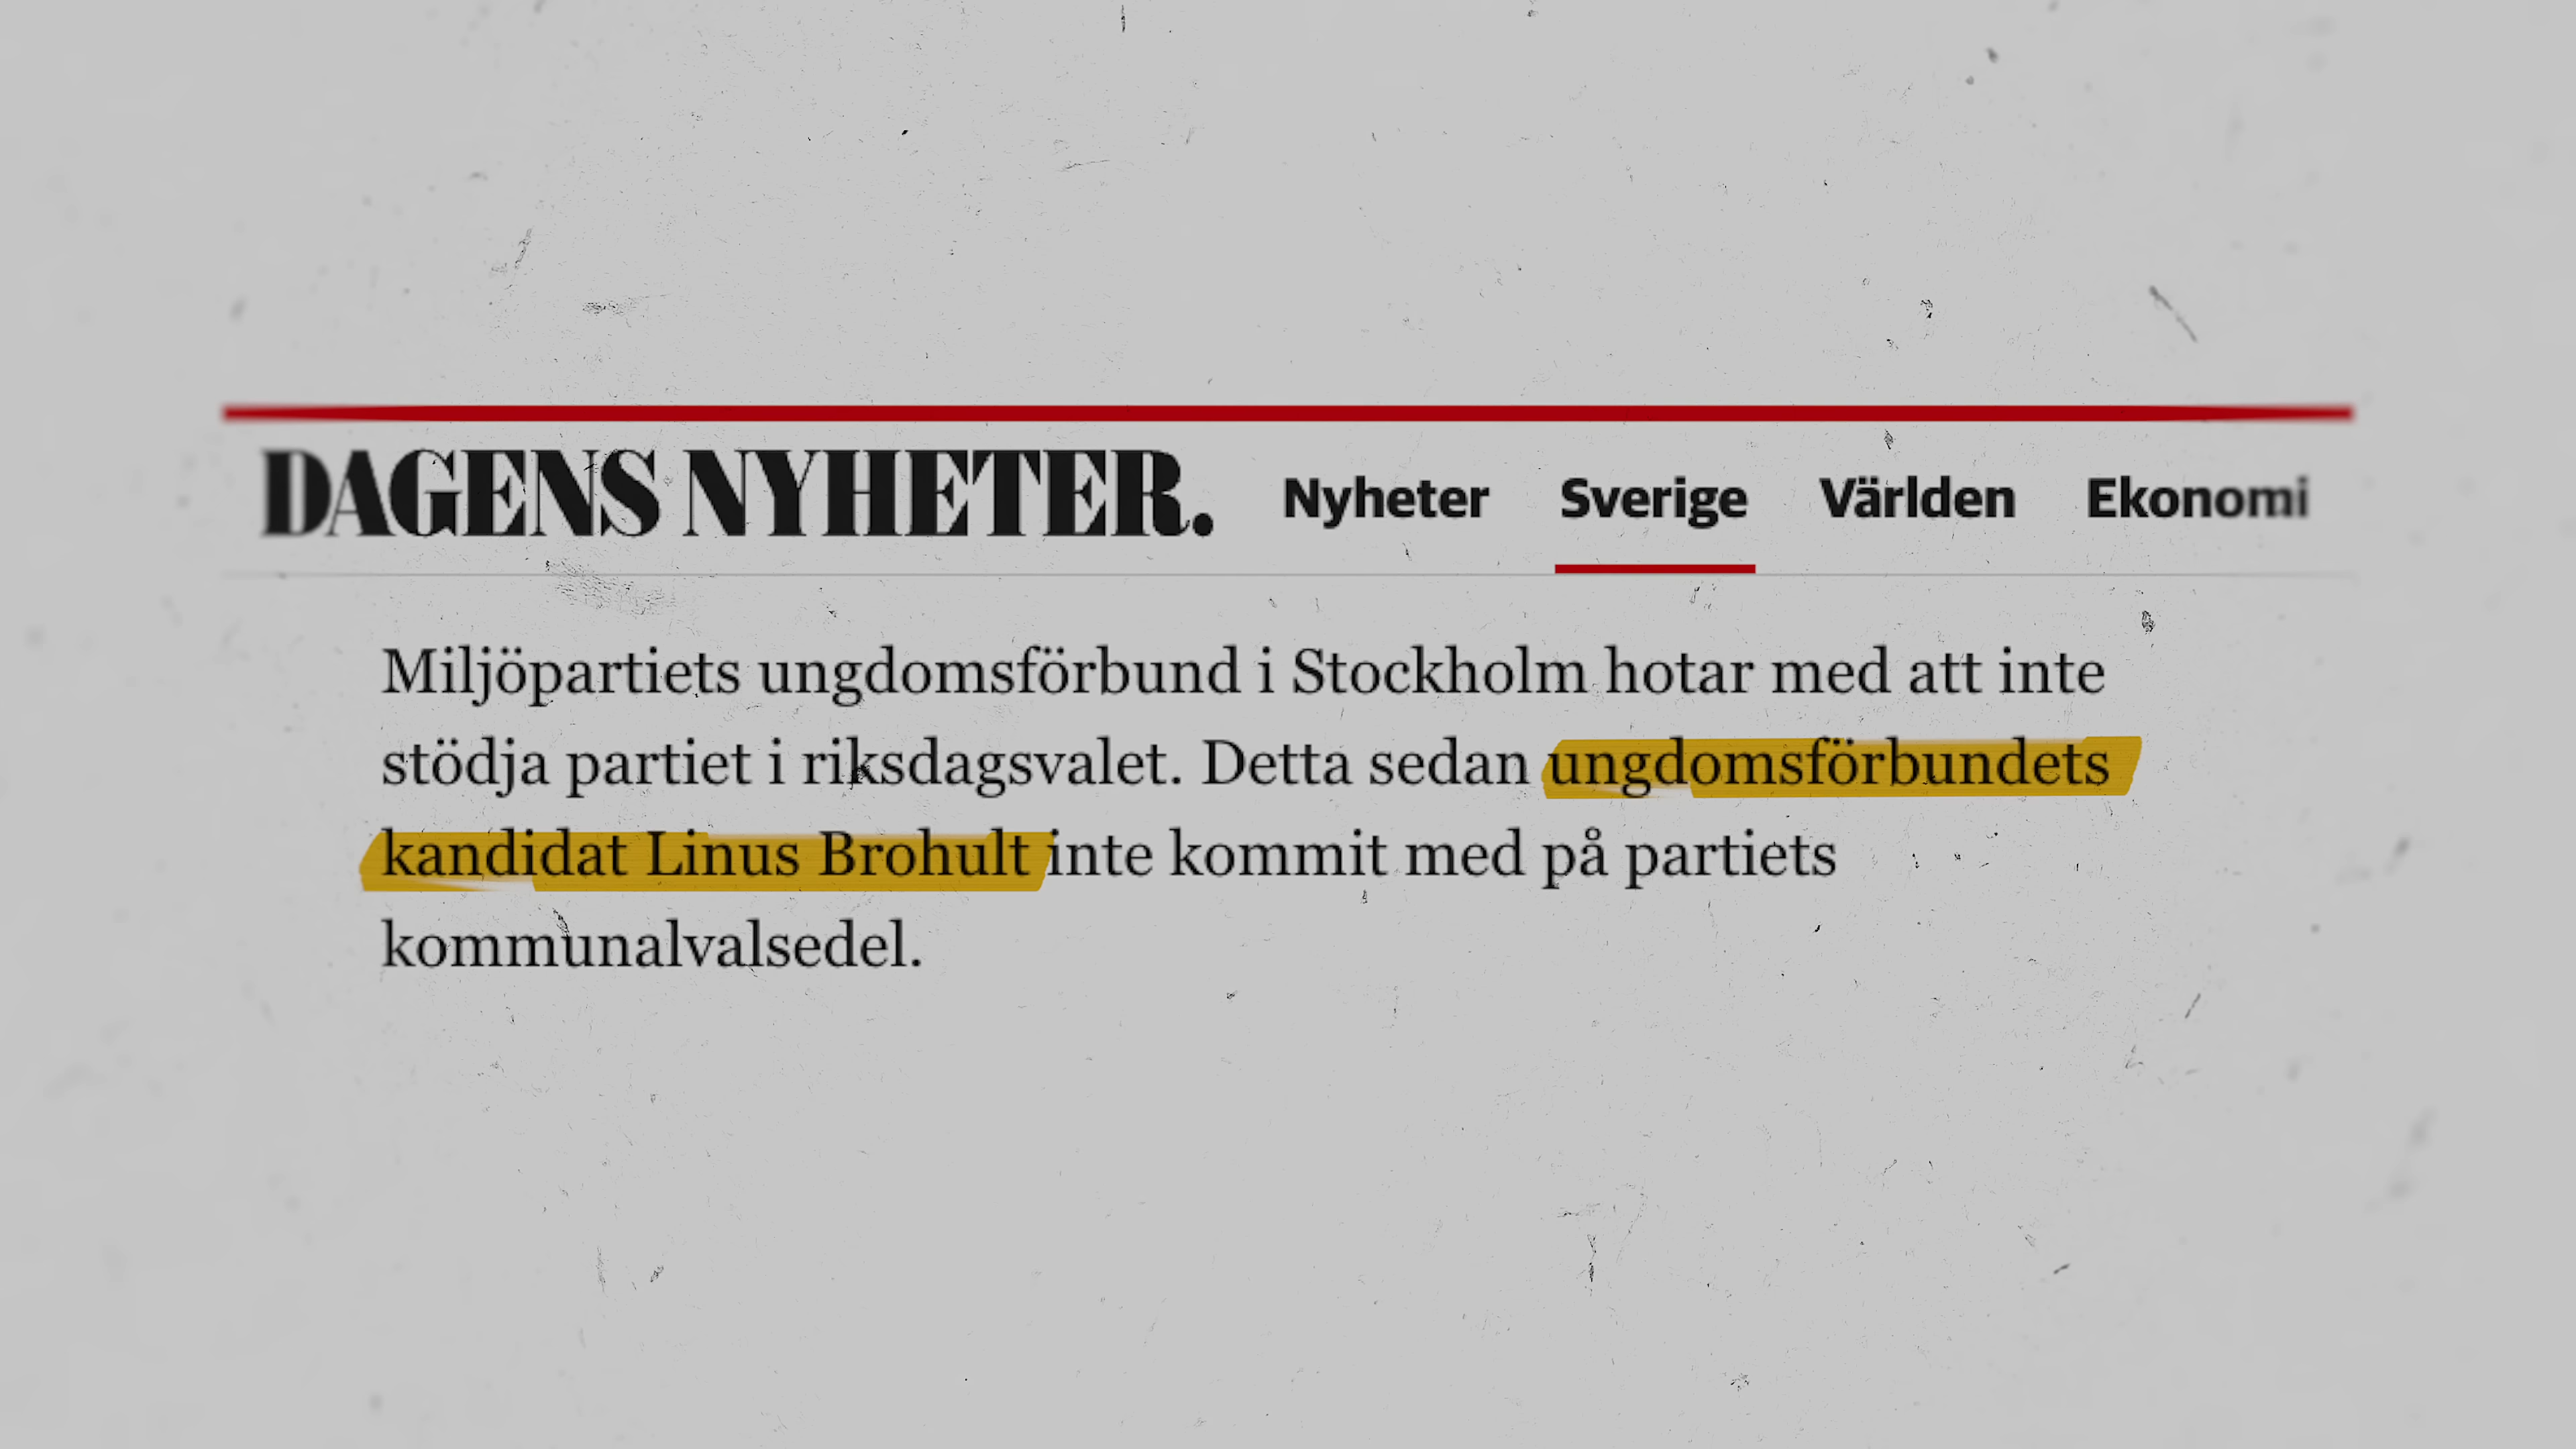 DAGENS NYHETER. Nyheter Sverige Världen Ekonomi
Miljöpartiets ungdomsförbund i Stockholm hotar med att inte
stödja partiet i riksdagsvalet. Detta sedan ungdomsförbundets
kandidat Linus Brohult inte kommit med på partiets
kommunalvalsedel.